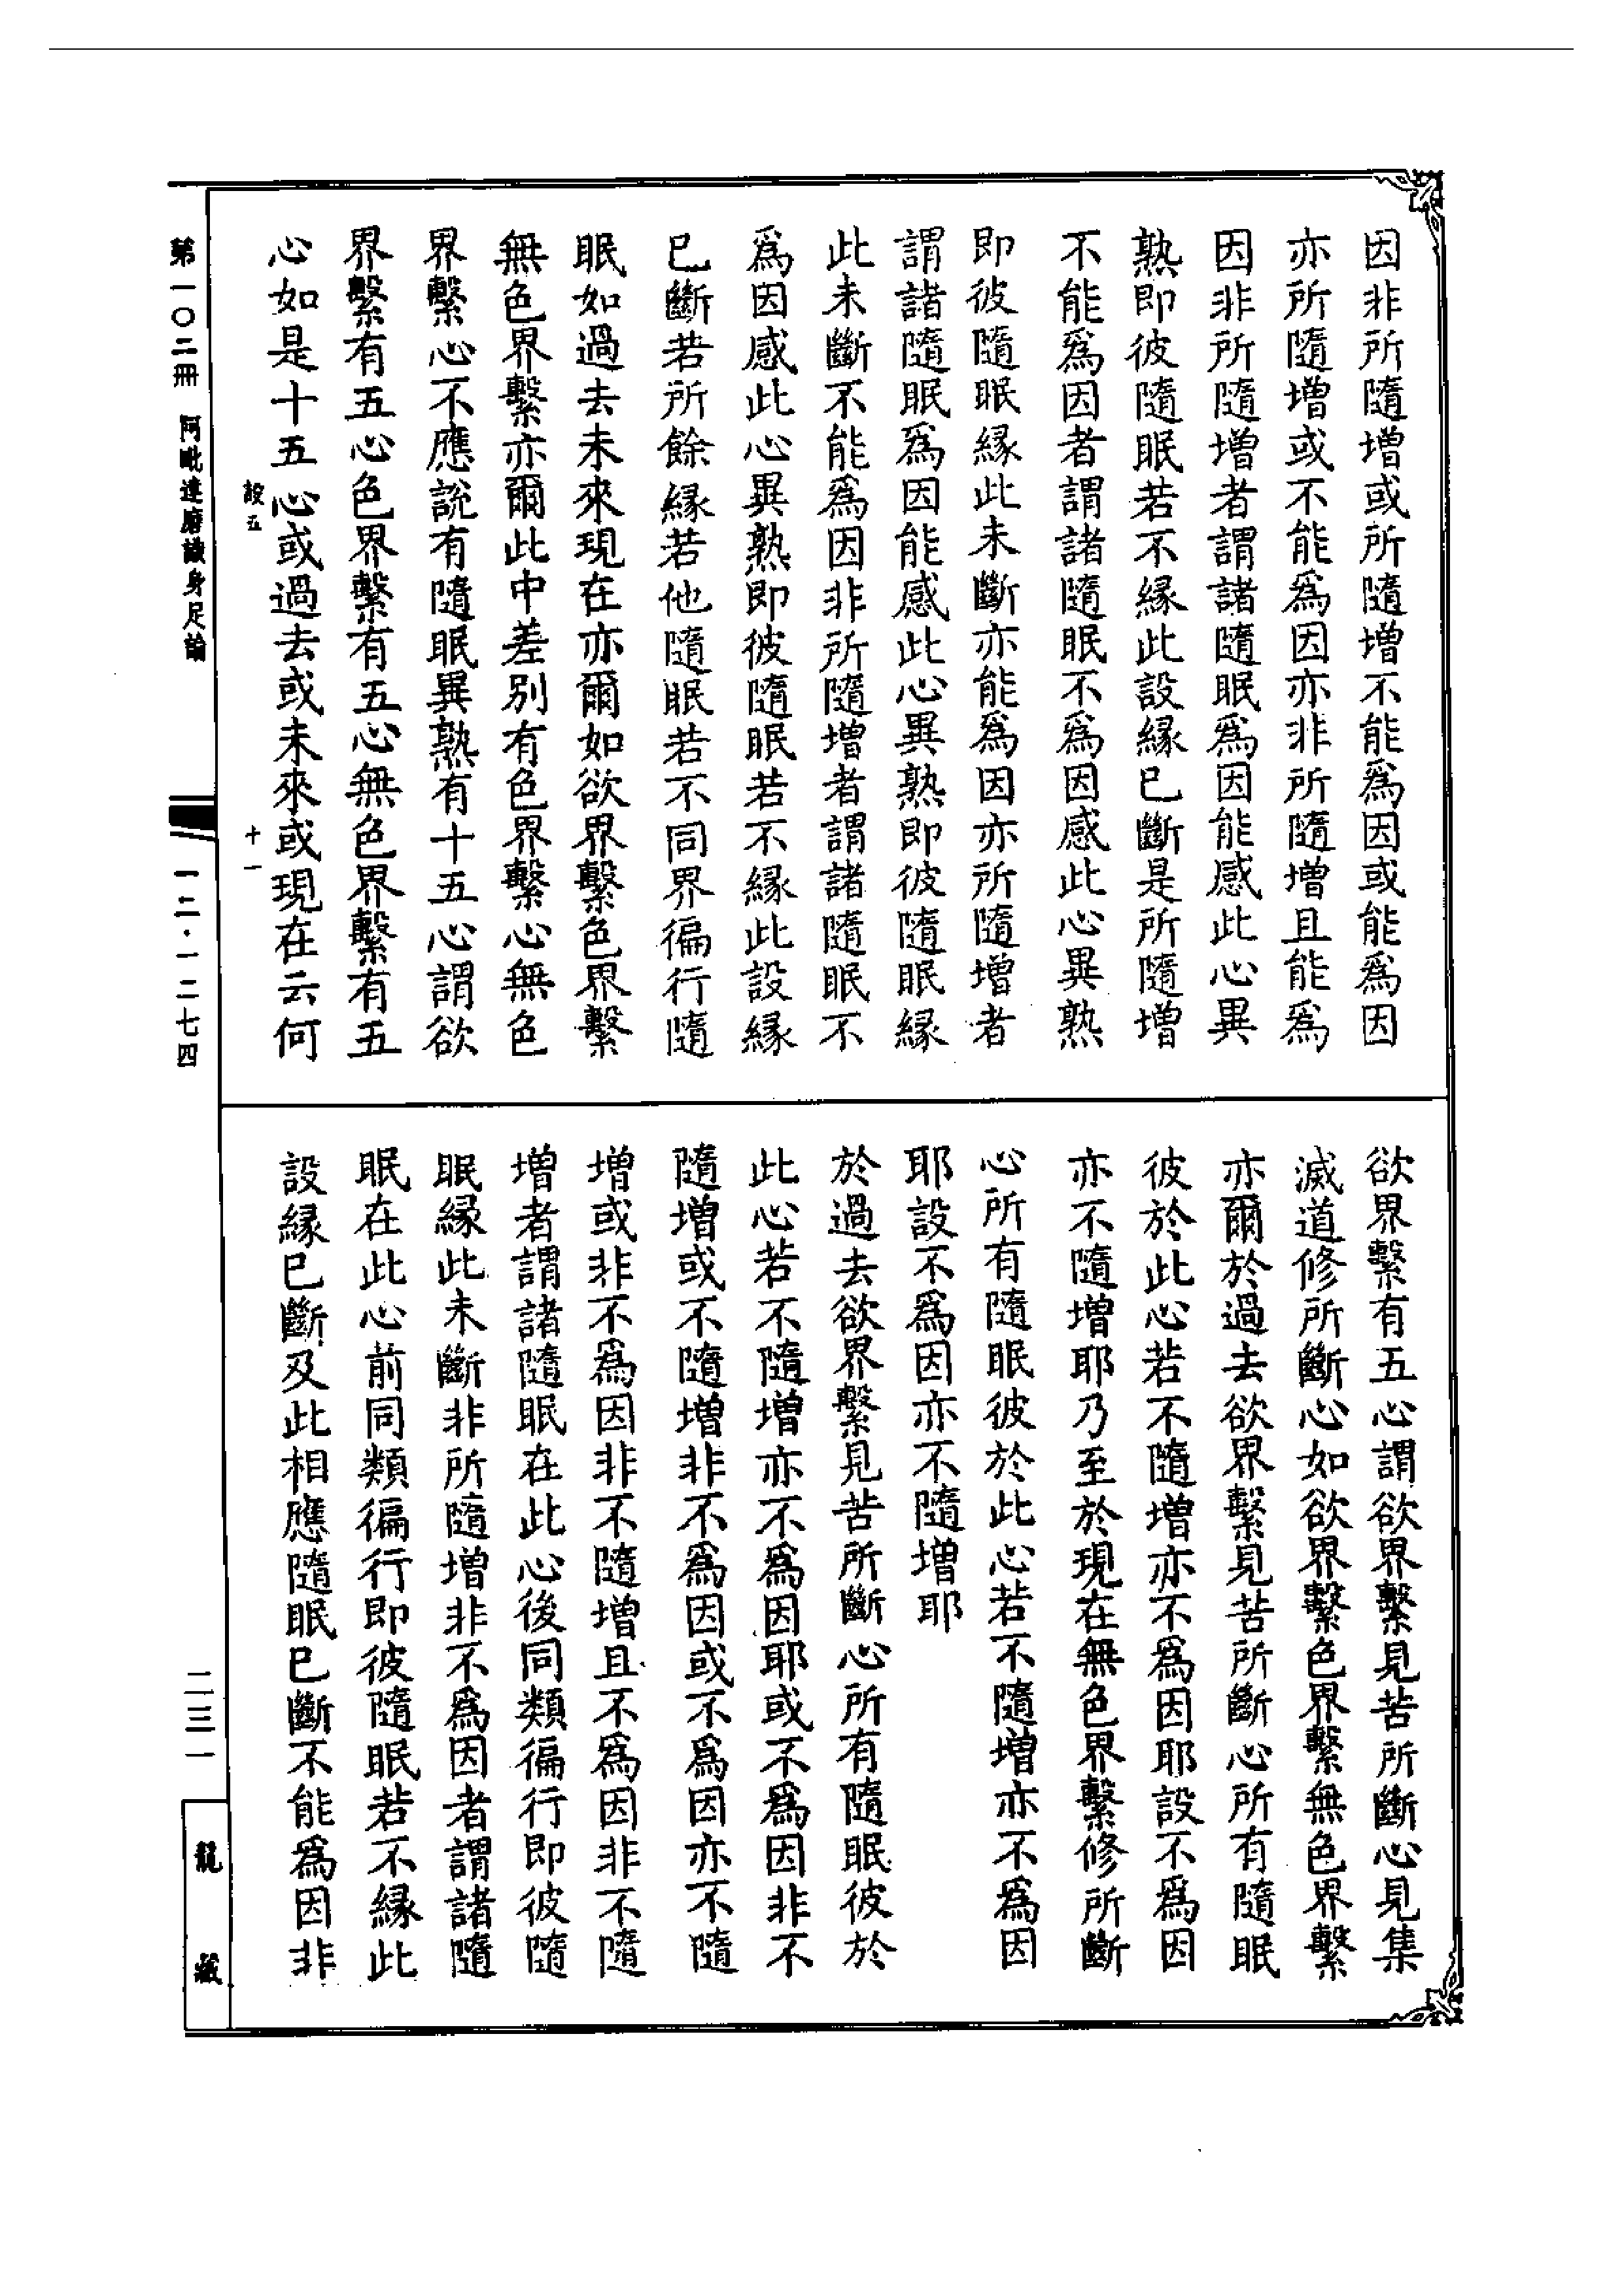 因非所隨增或所隨增不能爲因或能爲因
亦所隨增或不能爲因亦非所隨增且能爲
因非所隨增者謂諸隨眠爲因能感此心異
熟即彼隨眠若不緣此設緣已斷是所隨增
不能爲因者謂諸隨眠不爲因感此心異熟
即彼隨眠緣此未斷亦能爲因亦所隨增者
謂諸隨眠爲因能感此心異熟即彼隨眠緣
此未斷不能爲因非所隨增者謂諸隨眠不
爲因感此心異熟即彼隨眠若不緣此設緣
已斷若所餘緣若他隨眠若不同界徧行隨
眠如過去未來現在亦爾如欲界繫色界繫
無色界繫亦爾此中差別有色界繫心無色
界繫心不應說有隨眠異熟有十五心謂欲
界繫有五心色界繫有五心無色界繫有五
心如是十五心或過去或未來或現在云何
欲界繫有五心謂欲界繫見苦所斷心見集
滅道修所斷心如欲界繫色界繫無色界繫
亦爾於過去欲界繫見苦所斷心所有隨眠
彼於此心若不隨增亦不爲因耶設不爲因
亦不隨增耶乃至於現在無色界繫修所斷
心所有隨眠彼於此心若不隨增亦不爲因
耶設不爲因亦不隨增耶
於過去欲界繫見苦所斷心所有隨眠彼於
此心若不隨增亦不爲因耶或不爲因非不
隨增或不隨增非不爲因或不爲因亦不隨
增或非不爲因非不隨增且不爲因非不隨
增者謂諸隨眠在此心後同類徧行即彼隨
眠緣此未斷非所隨增非不爲因者謂諸隨
眠在此心前同類徧行即彼隨眠若不緣此
設緣已斷及此相應隨眠已斷不能爲因非
設五
十一
第一〇二冊 阿毗達磨識身足論
一二·一二七四
二三一
龍藏